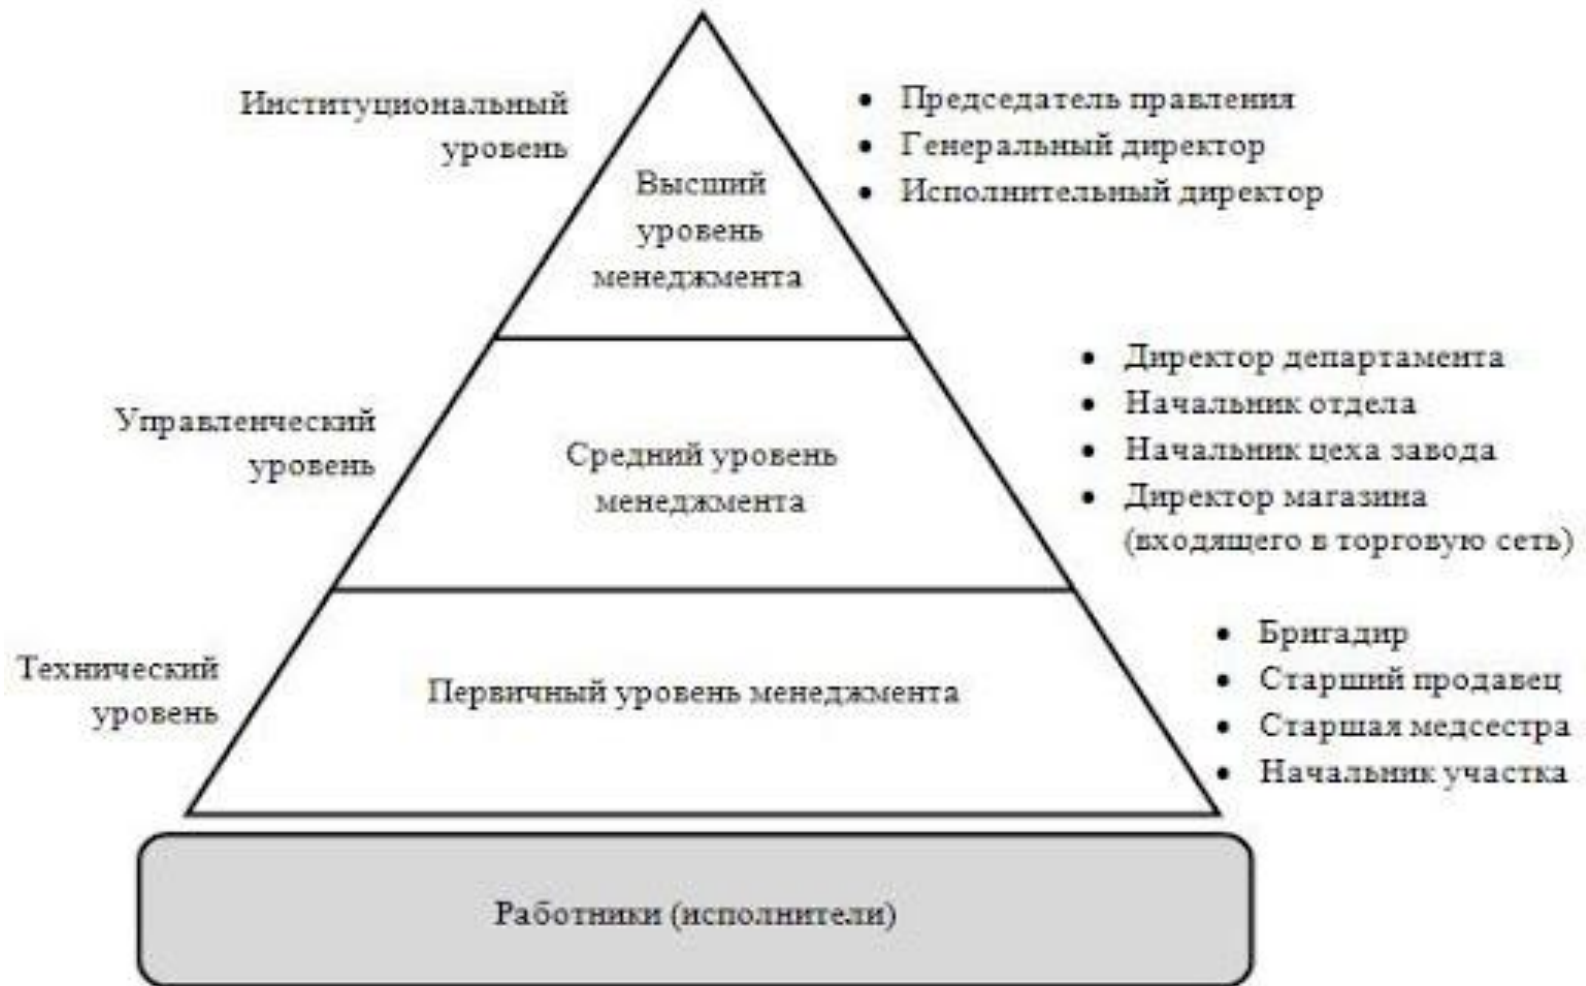 Институциональный
уровень
Высший
уровень
менеджмента
• Председатель правления
• Генеральный директор
• Исполнительный директор
Управленческий
уровень
Средний уровень
менеджмента
• Директор департамента
• Начальник отдела
• Начальник цеха завода
• Директор магазина
(входящего в торговую сеть)
Технический
уровень
Первичный уровень менеджмента
• Бригадир
• Старший продавец
• Старшая медсестра
• Начальник участка
Работники (исполнители)